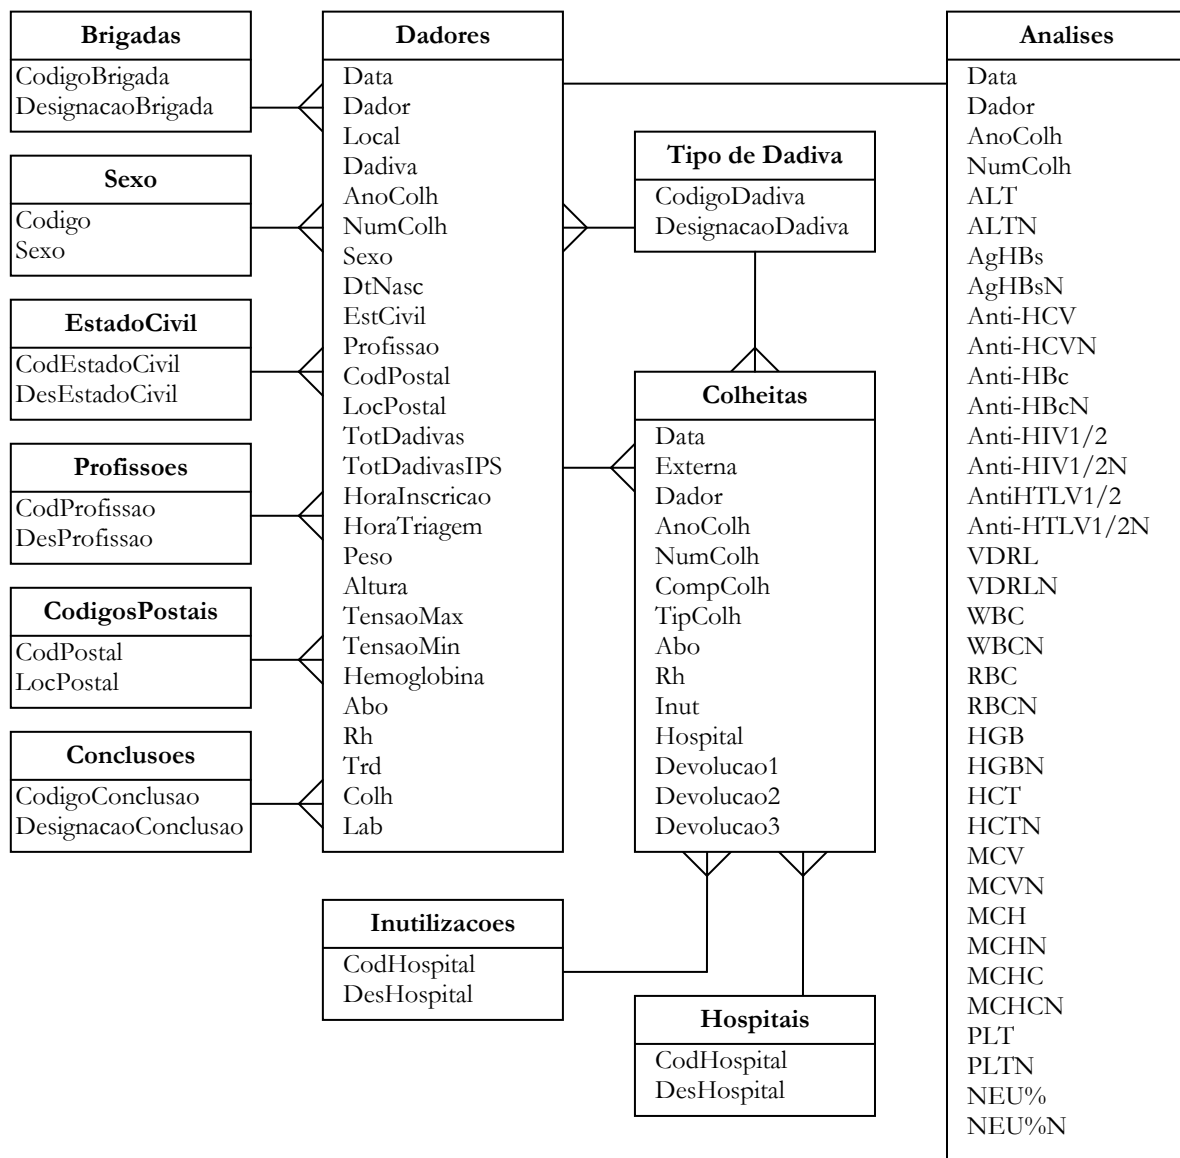 Brigadas
CodigoBrigada
DesignacaoBrigada
Sexo
Codigo
Sexo
EstadoCivil
CodEstadoCivil
DesEstadoCivil
Profissoes
CodProfissao
DesProfissao
CodigosPostais
CodPostal
LocPostal
Conclusoes
CodigoConclusao
DesignacaoConclusao
Dadores
Data
Dador
Local
Dadiva
AnoColh
NumColh
Sexo
DtNasc
EstCivil
Profissao
CodPostal
LocPostal
TotDadivas
TotDadivasIPS
HoraInscricao
HoraTriagem
Peso
Altura
TensaoMax
TensaoMin
Hemoglobina
Abo
Rh
Trd
Colh
Lab
Inutilizacoes
CodHospital
DesHospital
Tipo de Dadiva
CodigoDadiva
DesignacaoDadiva
Colheitas
Data
Externa
Dador
AnoColh
NumColh
CompColh
TipColh
Abo
Rh
Inut
Hospital
Devolucao1
Devolucao2
Devolucao3
Hospitais
CodHospital
DesHospital
Analises
Data
Dador
AnoColh
NumColh
ALT
ALTN
AgHBs
AgHBsN
Anti-HCV
Anti-HCVN
Anti-HBc
Anti-HBcN
Anti-HIV1/2
Anti-HIV1/2N
AntiHTLV1/2
Anti-HTLV1/2N
VDRL
VDRLN
WBC
WBCN
RBC
RBCN
HGB
HGBN
HCT
HCTN
MCV
MCVN
MCH
MCHN
MCHC
MCHCN
PLT
PLTN
NEU%
NEU%N